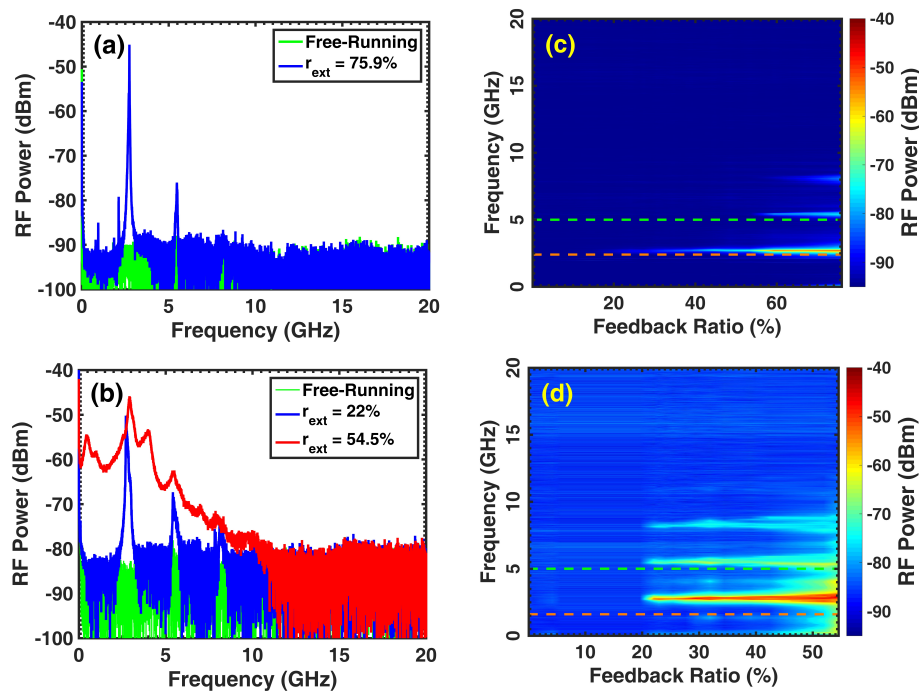 (a)
Free-Running
r_ext = 75.9%
RF Power (dBm)
-40
-50
-60
-70
-80
-90
-100
0 5 10 15 20
Frequency (GHz)
(c)
Frequency (GHz)
20
15
10
5
0
20 40 60
Feedback Ratio (%)
-40
-50
-60
-70
-80
-90
RF Power (dBm)
(b)
Free-Running
r_ext = 22%
r_ext = 54.5%
RF Power (dBm)
-40
-50
-60
-70
-80
-90
-100
0 5 10 15 20
Frequency (GHz)
(d)
Frequency (GHz)
20
15
10
5
0
10 20 30 40 50
Feedback Ratio (%)
-40
-50
-60
-70
-80
-90
RF Power (dBm)